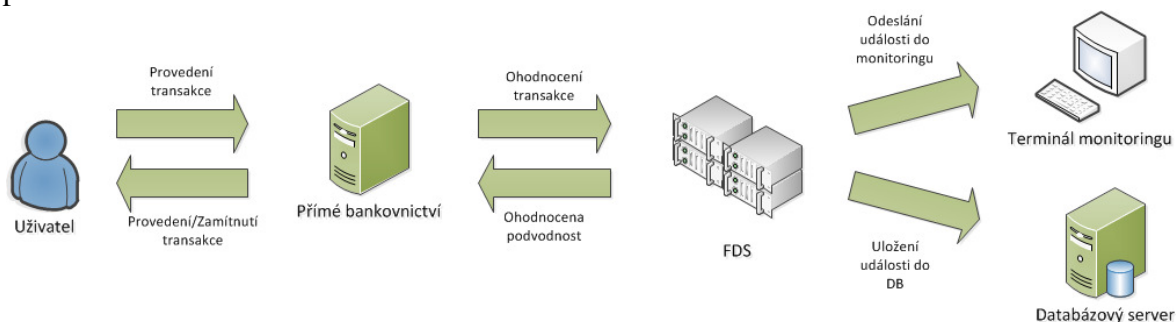 Provedení
transakce
Uživatel
Provedení/Zamítnutí
transakce
Přímé bankovnictví
Ohodnocení
transakce
Ohodnocena
podvodnost
FDS
Odeslání
události do
monitoringu
Terminál monitoringu
Uložení
události do
DB
Databázový server